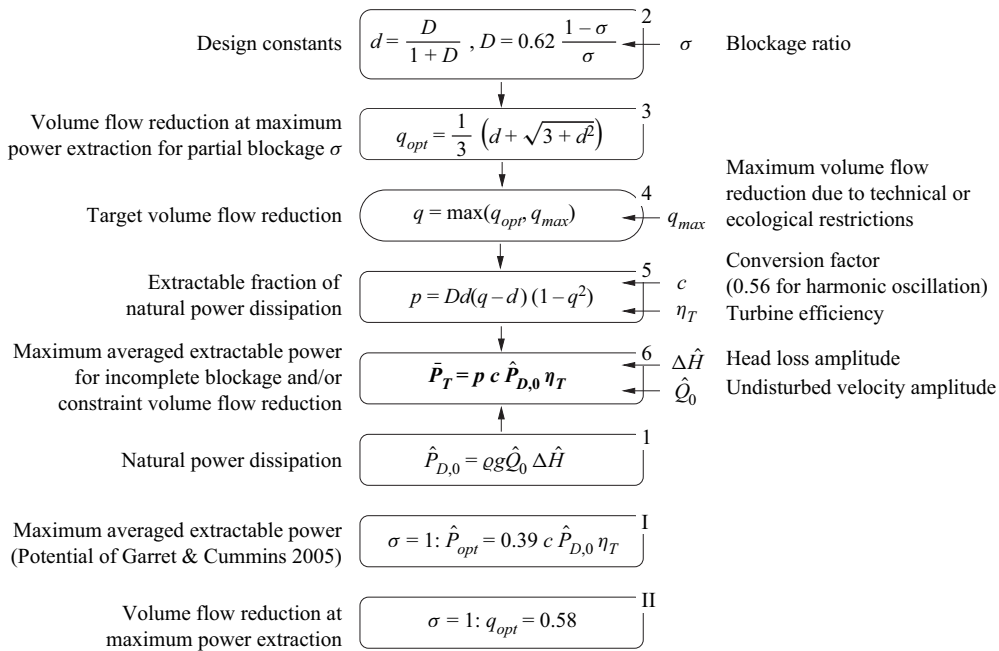 2
Design constants
d = D / (1 + D) , D = 0.62 (1 − σ) / σ
σ
Blockage ratio
3
Volume flow reduction at maximum
power extraction for partial blockage σ
q_opt = 1/3 (d + √(3 + d²))
4
Target volume flow reduction
q = max(q_opt, q_max)
q_max
Maximum volume flow
reduction due to technical or
ecological restrictions
5
Extractable fraction of
natural power dissipation
p = Dd(q − d) (1 − q²)
c
Conversion factor
(0.56 for harmonic oscillation)
η_T
Turbine efficiency
6
Maximum averaged extractable power
for incomplete blockage and/or
constraint volume flow reduction
P̄_T = p c P̂_D,0 η_T
ΔĤ
Head loss amplitude
Q̂_0
Undisturbed velocity amplitude
1
Natural power dissipation
P̂_D,0 = ϱgQ̂_0 ΔĤ
I
Maximum averaged extractable power
(Potential of Garret & Cummins 2005)
σ = 1: P̂_opt = 0.39 c P̂_D,0 η_T
II
Volume flow reduction at
maximum power extraction
σ = 1: q_opt = 0.58